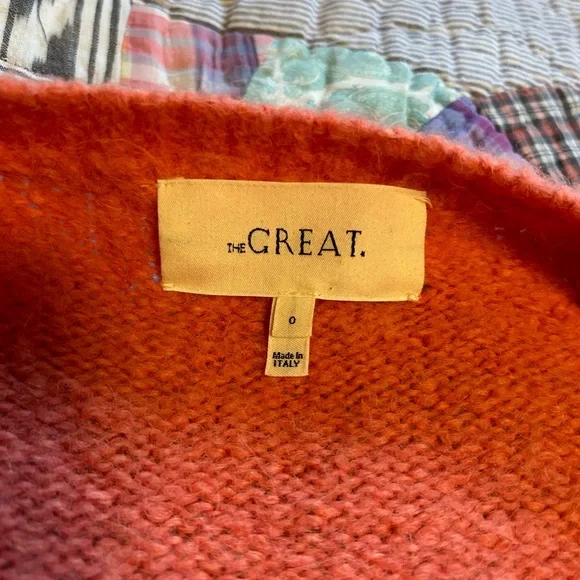 THE GREAT.
0
Made in
ITALY